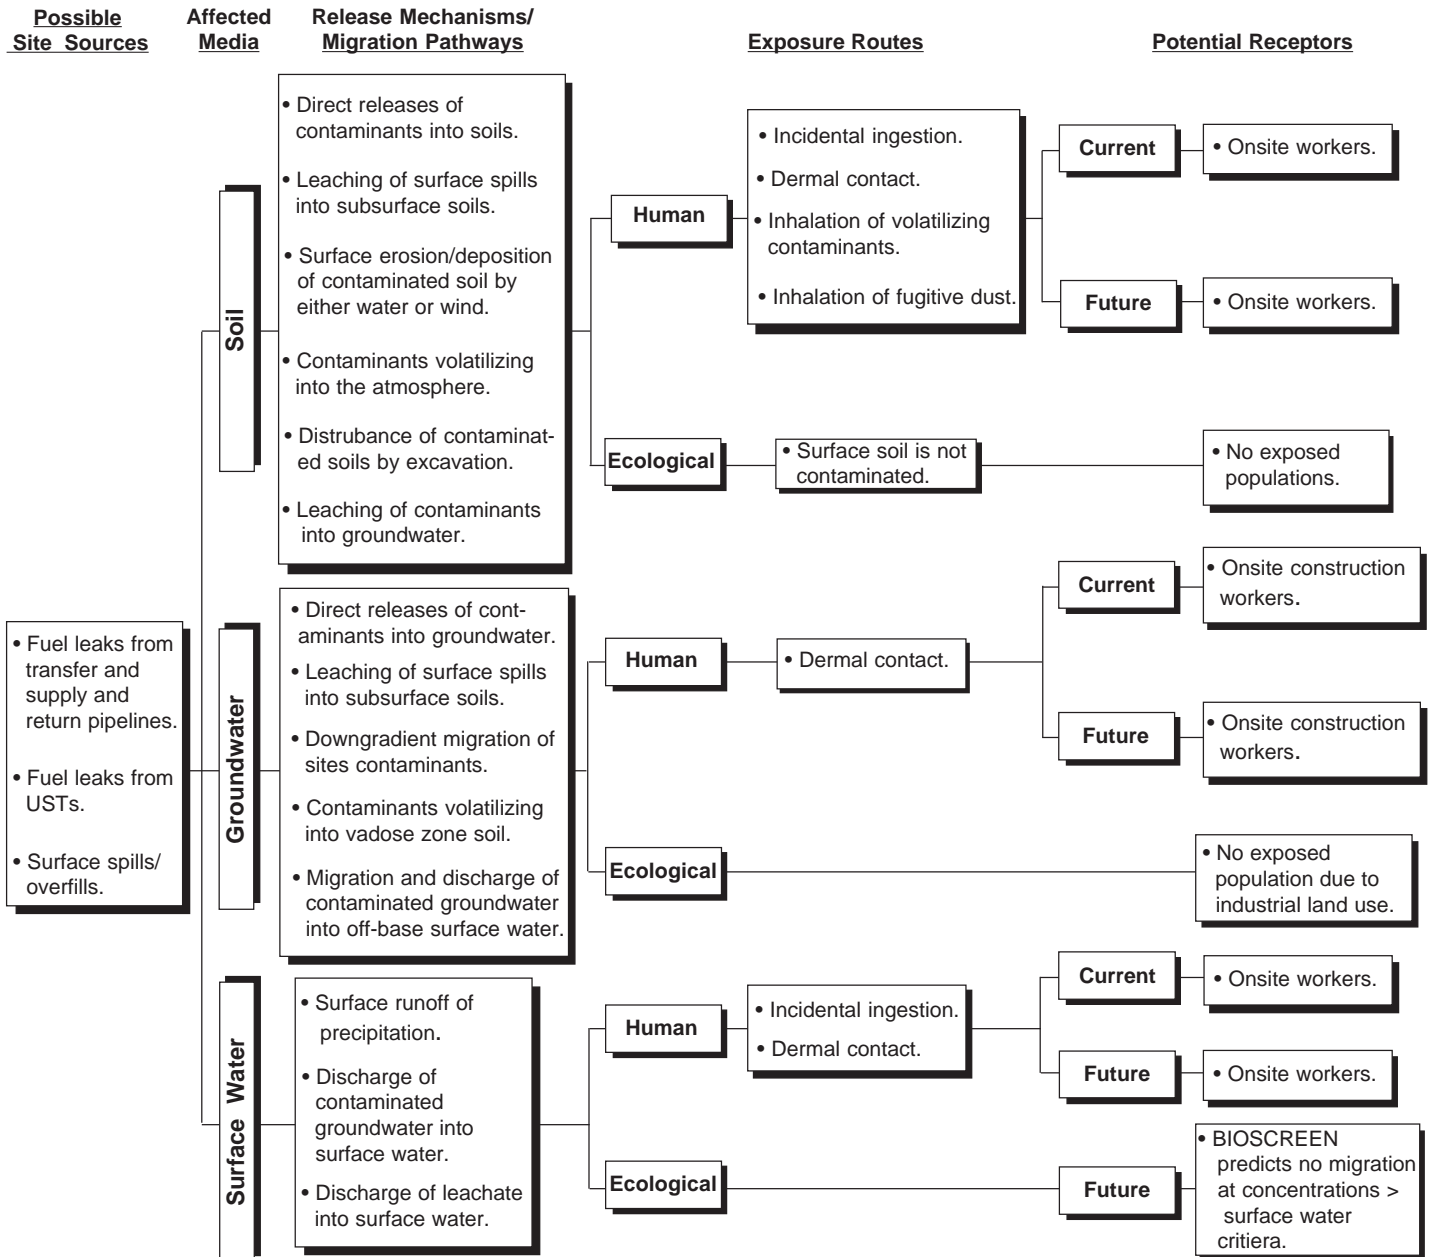 Possible
Site Sources
Affected
Media
Release Mechanisms/
Migration Pathways
Exposure Routes
Potential Receptors
• Fuel leaks from
transfer and
supply and
return pipelines.
• Fuel leaks from
USTs.
• Surface spills/
overfills.
Soil
• Direct releases of
contaminants into soils.
• Leaching of surface spills
into subsurface soils.
• Surface erosion/deposition
of contaminated soil by
either water or wind.
• Contaminants volatilizing
into the atmosphere.
• Distrubance of contaminat-
ed soils by excavation.
• Leaching of contaminants
into groundwater.
Human
• Incidental ingestion.
• Dermal contact.
• Inhalation of volatilizing
contaminants.
• Inhalation of fugitive dust.
Current
• Onsite workers.
Future
• Onsite workers.
Ecological
• Surface soil is not
contaminated.
• No exposed
populations.
Groundwater
• Direct releases of cont-
aminants into groundwater.
• Leaching of surface spills
into subsurface soils.
• Downgradient migration of
sites contaminants.
• Contaminants volatilizing
into vadose zone soil.
• Migration and discharge of
contaminated groundwater
into off-base surface water.
Human
• Dermal contact.
Current
• Onsite construction
workers.
Future
• Onsite construction
workers.
Ecological
• No exposed
population due to
industrial land use.
Surface Water
• Surface runoff of
precipitation.
• Discharge of
contaminated
groundwater into
surface water.
• Discharge of leachate
into surface water.
Human
• Incidental ingestion.
• Dermal contact.
Current
• Onsite workers.
Future
• Onsite workers.
Ecological
Future
• BIOSCREEN
predicts no migration
at concentrations >
surface water
critiera.